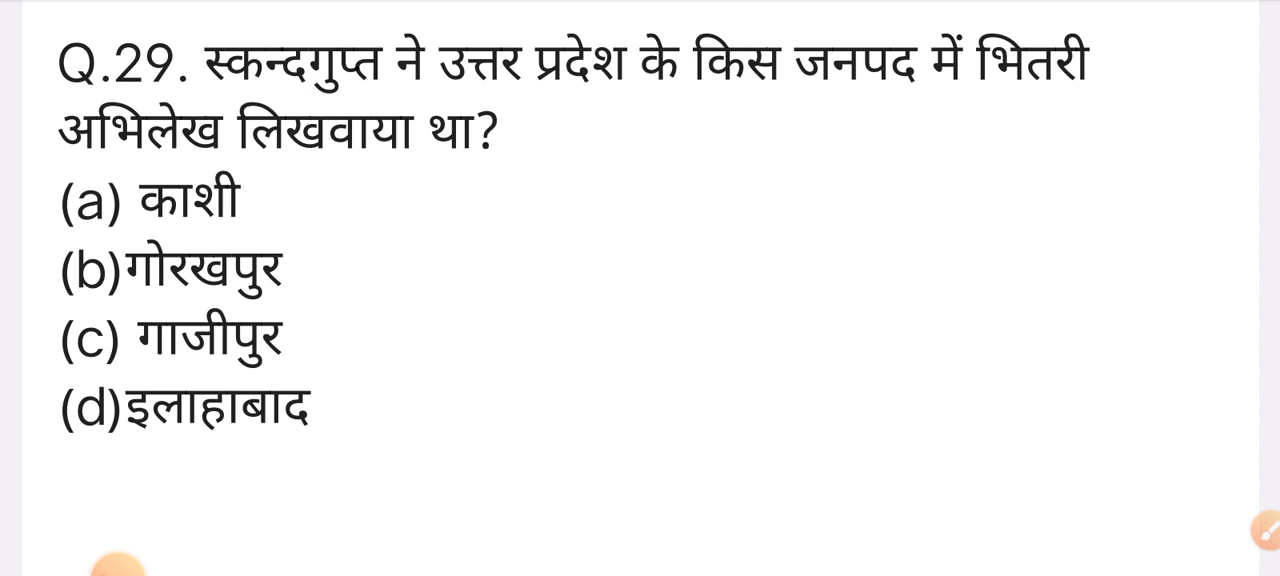 Q.29. स्कन्दगुप्त ने उत्तर प्रदेश के किस जनपद में भितरी
अभिलेख लिखवाया था?
(a) काशी
(b)गोरखपुर
(c) गाजीपुर
(d)इलाहाबाद